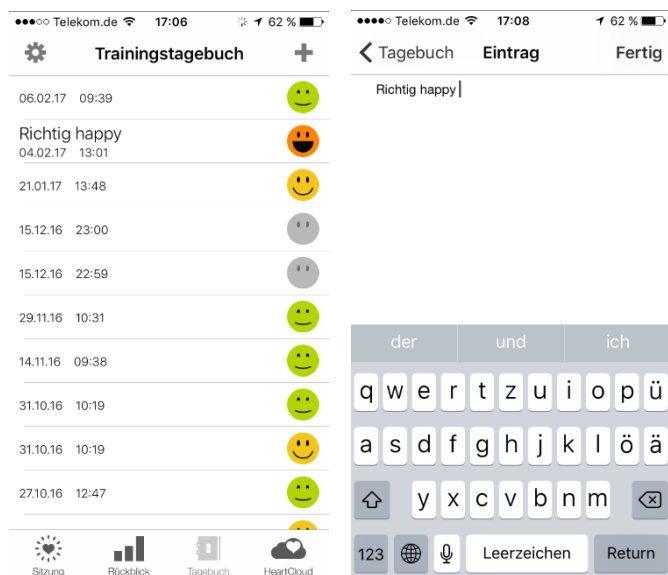 Telekom.de 17:06 62 %
Trainingstagebuch
06.02.17 09:39
Richtig happy
04.02.17 13:01
21.01.17 13:48
15.12.16 23:00
15.12.16 22:59
29.11.16 10:31
14.11.16 09:38
31.10.16 10:19
31.10.16 10:19
27.10.16 12:47
Sitzung Rückblick Tagebuch HeartCloud
Telekom.de 17:08 62 %
Tagebuch Eintrag Fertig
Richtig happy
der und ich
q w e r t z u i o p ü
a s d f g h j k l ö ä
y x c v b n m
123 Leerzeichen Return